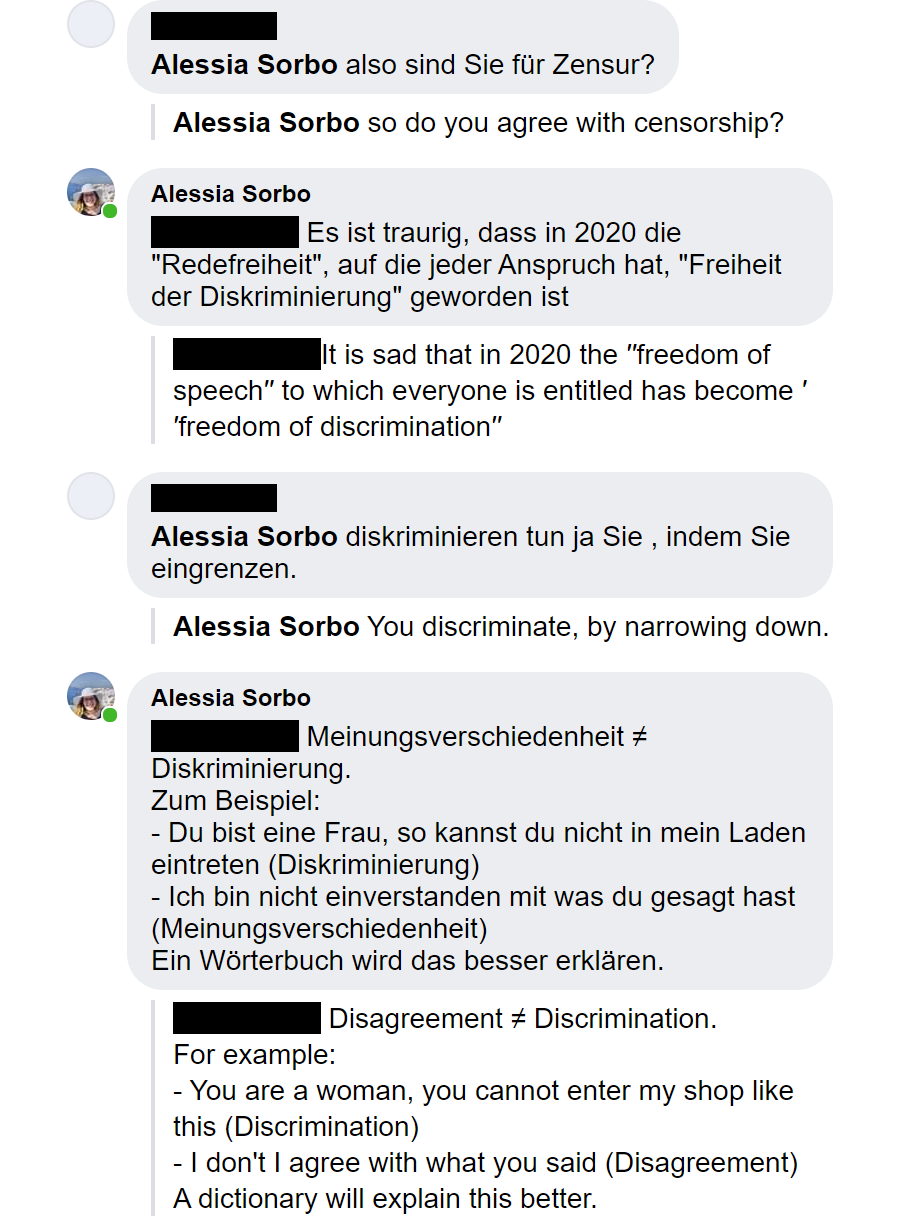 Alessia Sorbo also sind Sie für Zensur?
Alessia Sorbo so do you agree with censorship?
Alessia Sorbo
Es ist traurig, dass in 2020 die
"Redefreiheit", auf die jeder Anspruch hat, "Freiheit
der Diskriminierung" geworden ist
It is sad that in 2020 the "freedom of
speech" to which everyone is entitled has become '
'freedom of discrimination"
Alessia Sorbo diskriminieren tun ja Sie , indem Sie
eingrenzen.
Alessia Sorbo You discriminate, by narrowing down.
Alessia Sorbo
Meinungsverschiedenheit ≠
Diskriminierung.
Zum Beispiel:
- Du bist eine Frau, so kannst du nicht in mein Laden
eintreten (Diskriminierung)
- Ich bin nicht einverstanden mit was du gesagt hast
(Meinungsverschiedenheit)
Ein Wörterbuch wird das besser erklären.
Disagreement ≠ Discrimination.
For example:
- You are a woman, you cannot enter my shop like
this (Discrimination)
- I don't I agree with what you said (Disagreement)
A dictionary will explain this better.